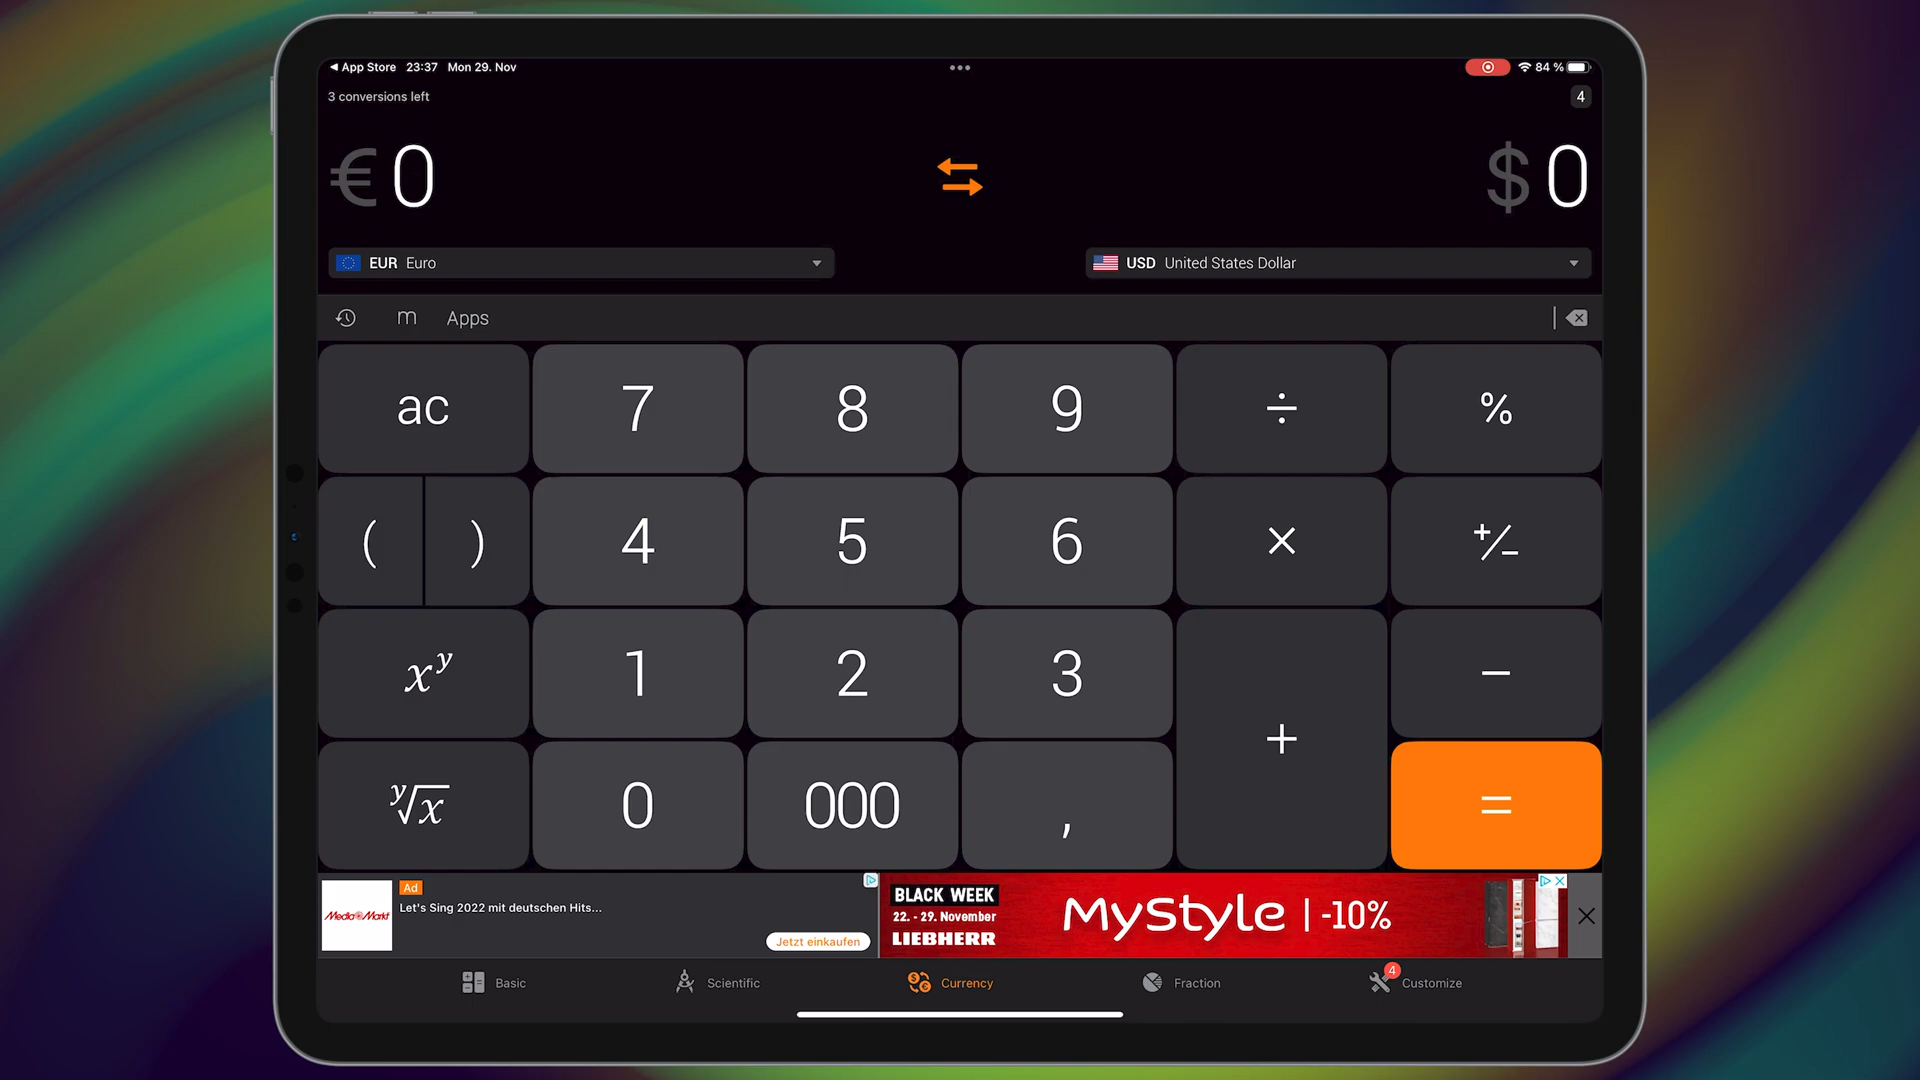 ◀ App Store 23:37 Mon 29. Nov
84 %
3 conversions left
4
€ 0
$ 0
EUR Euro
USD United States Dollar
m Apps
ac 7 8 9 ÷ %
( ) 4 5 6 × +/−
xʸ 1 2 3 −
+
ʸ√x 0 000 , =
MediaMarkt
Ad
Let's Sing 2022 mit deutschen Hits...
Jetzt einkaufen
BLACK WEEK
22. - 29. November
LIEBHERR
MyStyle | -10%
Basic
Scientific
Currency
Fraction
4
Customize